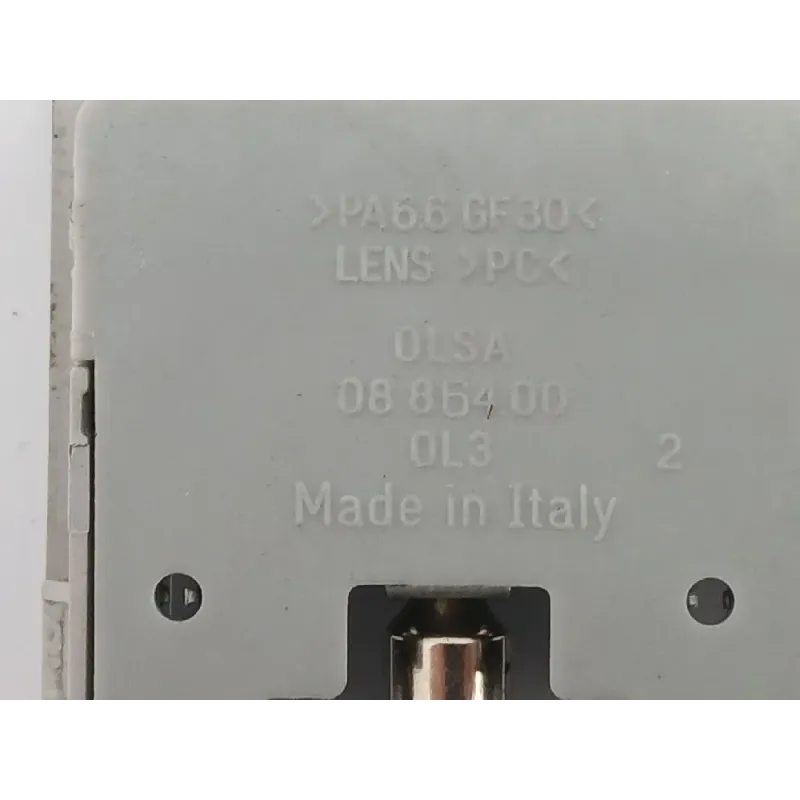 >PA6.6 GF30<
LENS >PC<
OLSA
08 864 00
OL3
2
Made in Italy